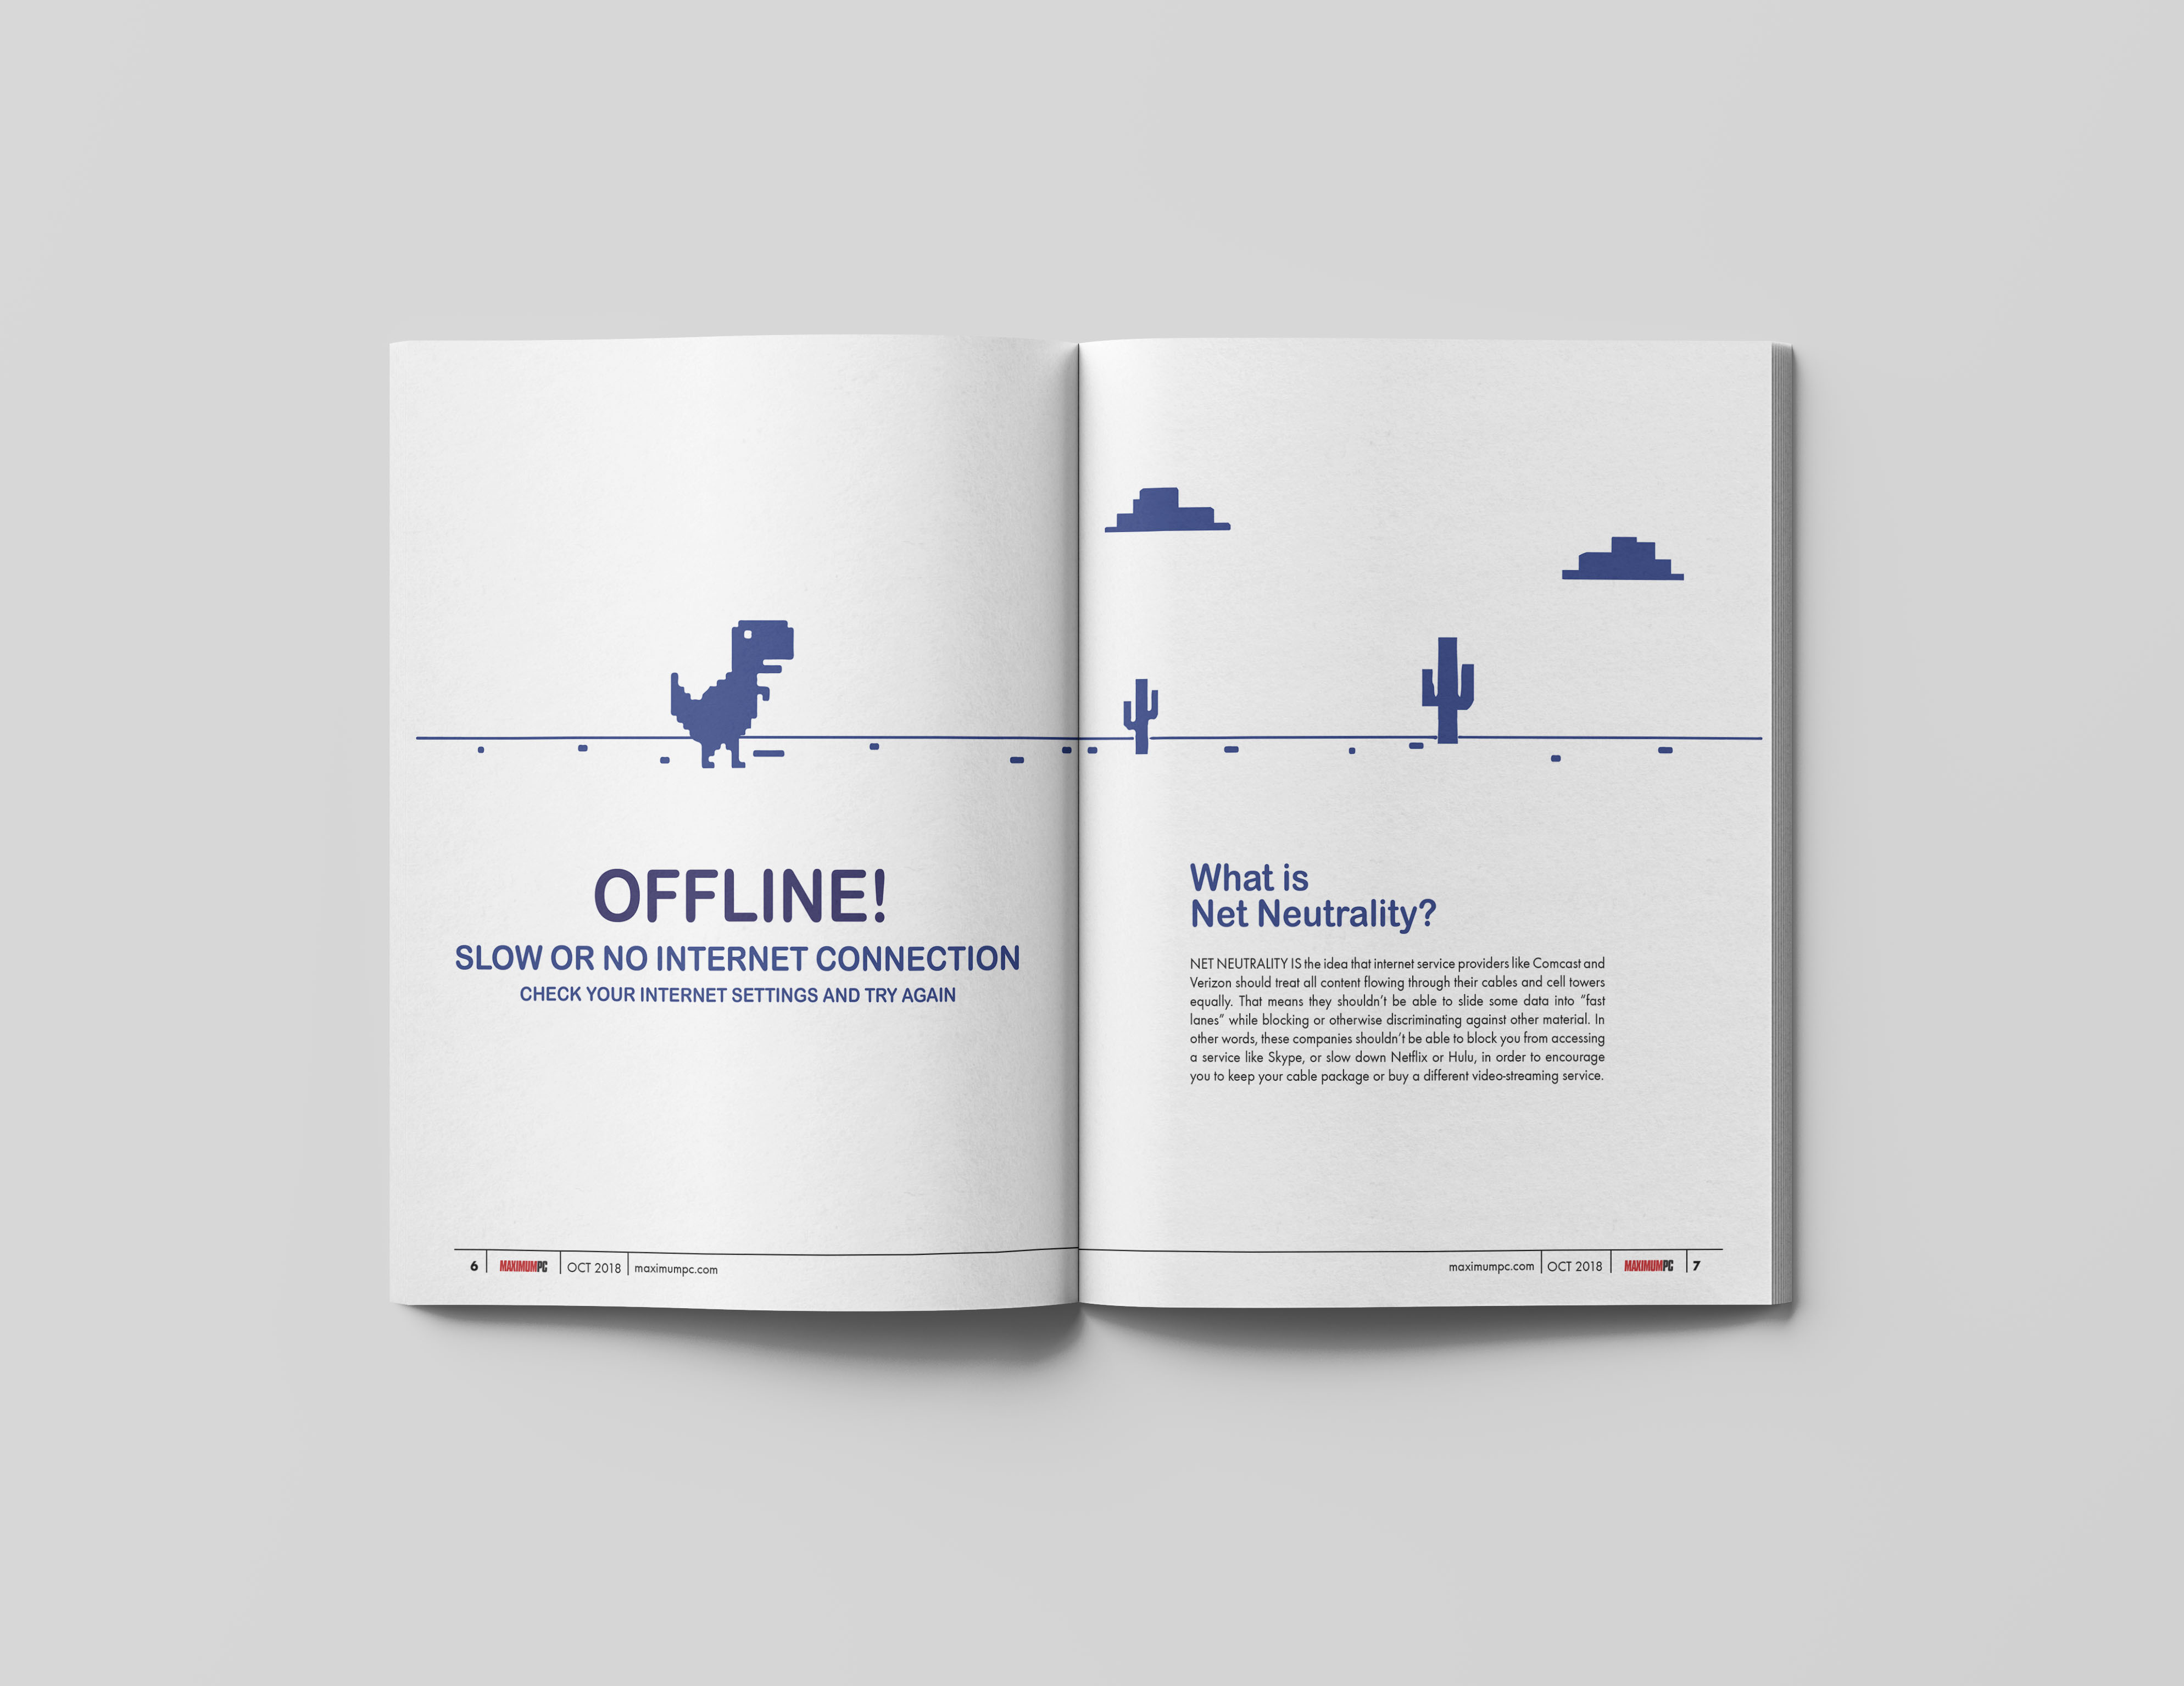 OFFLINE!
SLOW OR NO INTERNET CONNECTION
CHECK YOUR INTERNET SETTINGS AND TRY AGAIN
6 MAXIMUMPC OCT 2018 maximumpc.com
What is
Net Neutrality?
NET NEUTRALITY IS the idea that internet service providers like Comcast and
Verizon should treat all content flowing through their cables and cell towers
equally. That means they shouldn't be able to slide some data into “fast
lanes” while blocking or otherwise discriminating against other material. In
other words, these companies shouldn't be able to block you from accessing
a service like Skype, or slow down Netflix or Hulu, in order to encourage
you to keep your cable package or buy a different video-streaming service.
maximumpc.com OCT 2018 MAXIMUMPC 7